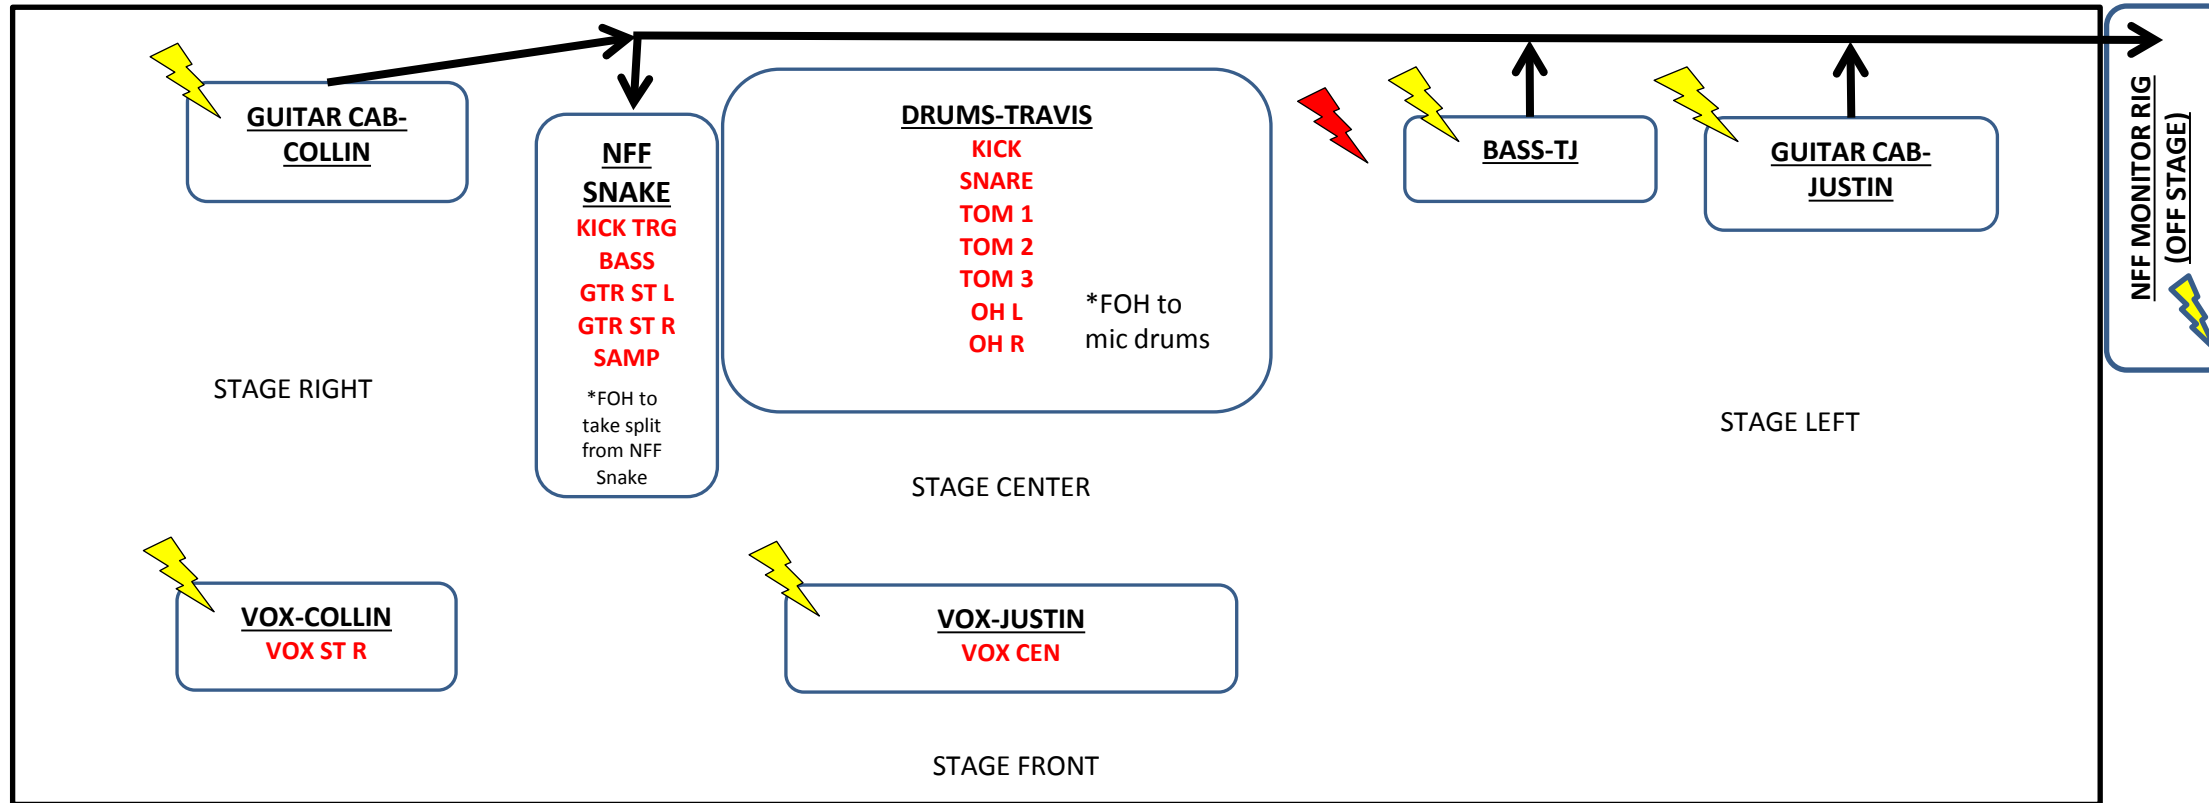 GUITAR CAB-
COLLIN
NFF
SNAKE
KICK TRG
BASS
GTR ST L
GTR ST R
SAMP
*FOH to
take split
from NFF
Snake
DRUMS-TRAVIS
KICK
SNARE
TOM 1
TOM 2
TOM 3
OH L
OH R
*FOH to
mic drums
BASS-TJ
GUITAR CAB-
JUSTIN
NFF MONITOR RIG
(OFF STAGE)
STAGE RIGHT
STAGE LEFT
STAGE CENTER
VOX-COLLIN
VOX ST R
VOX-JUSTIN
VOX CEN
STAGE FRONT